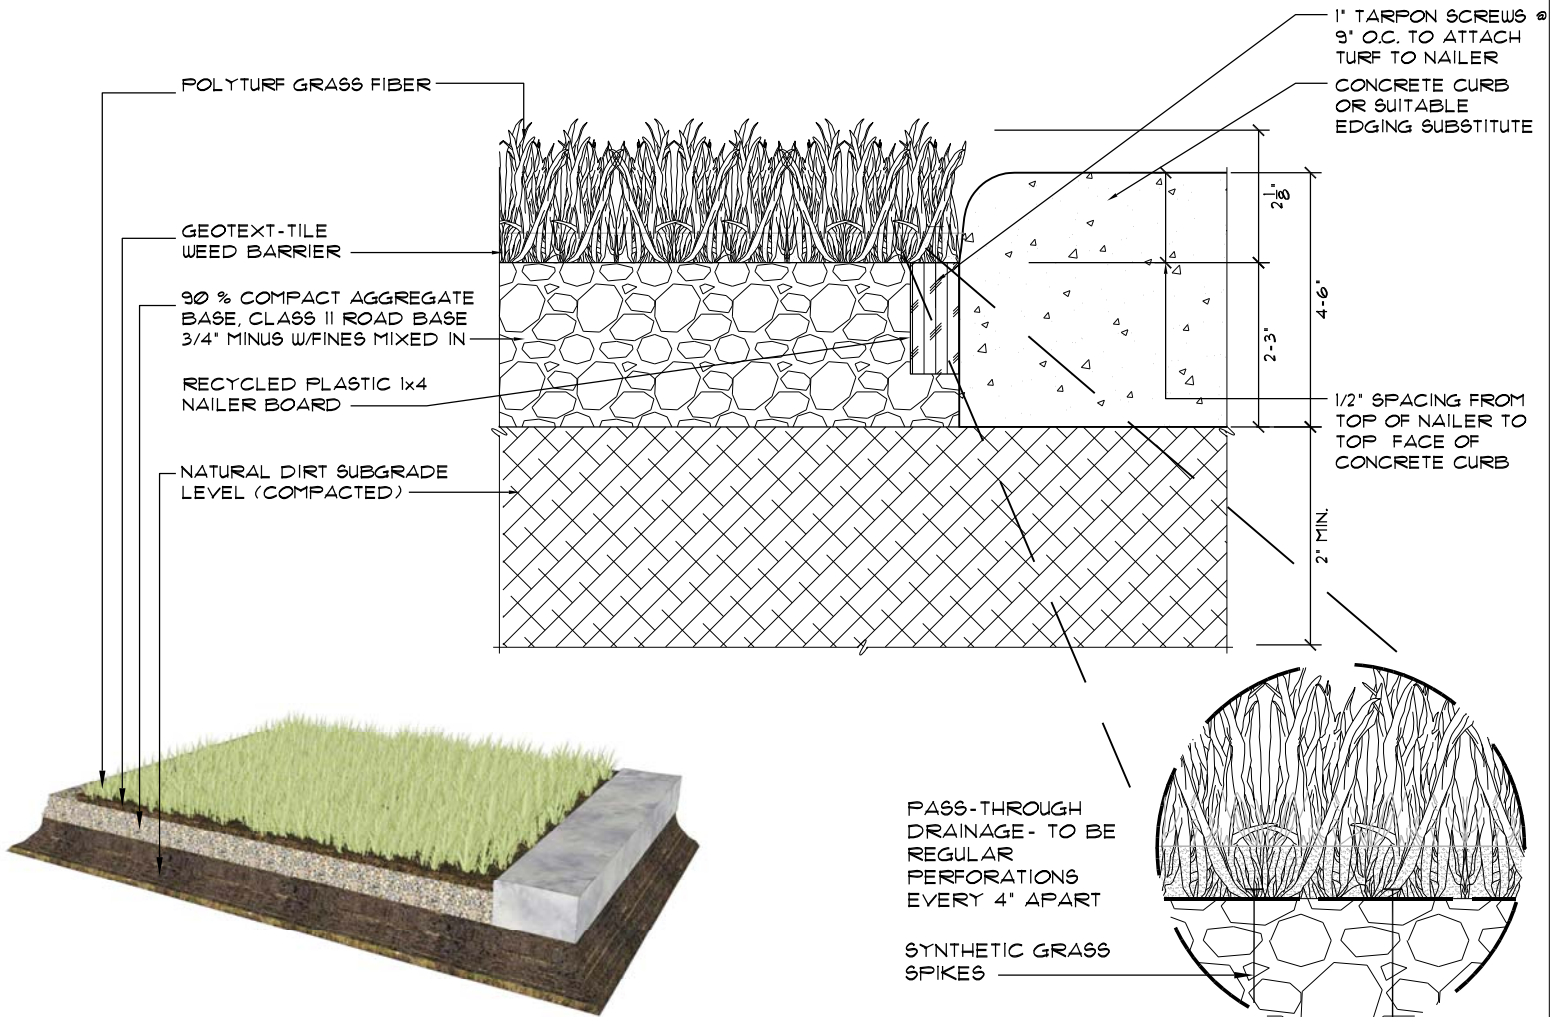 POLYTURF GRASS FIBER
GEOTEXT-TILE
WEED BARRIER
90 % COMPACT AGGREGATE
BASE, CLASS II ROAD BASE
3/4" MINUS W/FINES MIXED IN
RECYCLED PLASTIC 1x4
NAILER BOARD
NATURAL DIRT SUBGRADE
LEVEL (COMPACTED)
1" TARPON SCREWS @
9" O.C. TO ATTACH
TURF TO NAILER
CONCRETE CURB
OR SUITABLE
EDGING SUBSTITUTE
2 1/8"
4-6"
2-3"
1/2" SPACING FROM
TOP OF NAILER TO
TOP FACE OF
CONCRETE CURB
2" MIN.
PASS-THROUGH
DRAINAGE- TO BE
REGULAR
PERFORATIONS
EVERY 4" APART
SYNTHETIC GRASS
SPIKES